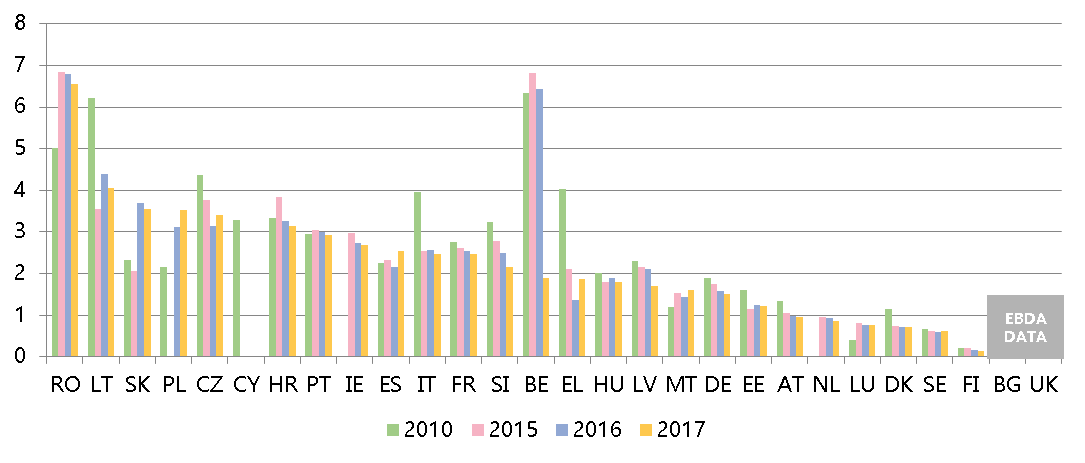 8
7
6
5
4
3
2
1
0
EBDA
DATA
RO LT SK PL CZ CY HR PT IE ES IT FR SI BE EL HU LV MT DE EE AT NL LU DK SE FI BG UK
2010 2015 2016 2017